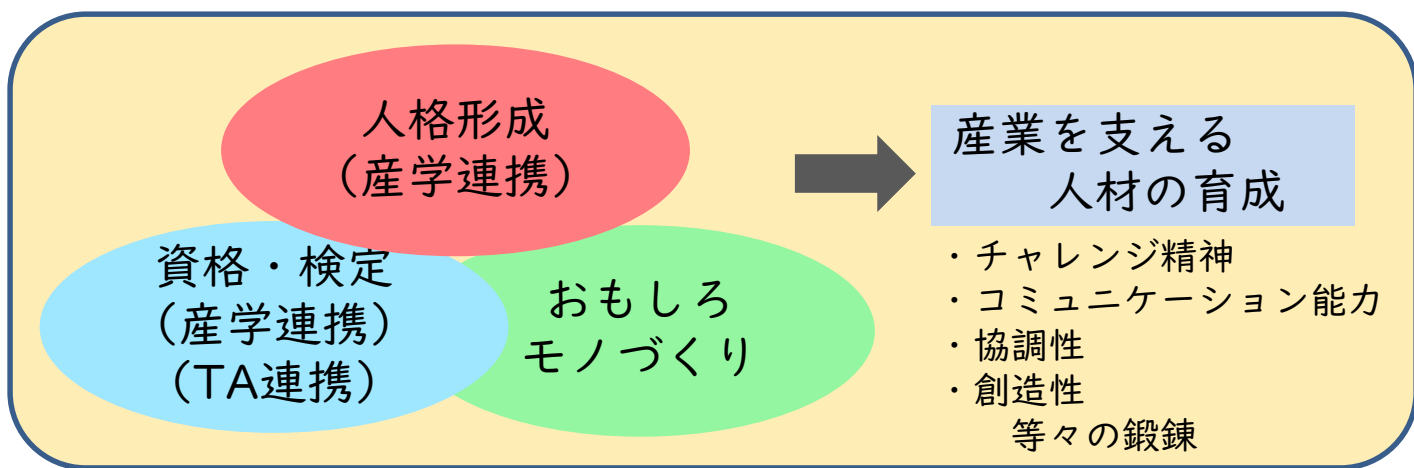 人格形成
（産学連携）
資格・検定
（産学連携）
（TA連携）
おもしろ
モノづくり
産業を支える
人材の育成
・チャレンジ精神
・コミュニケーション能力
・協調性
・創造性
等々の鍛錬